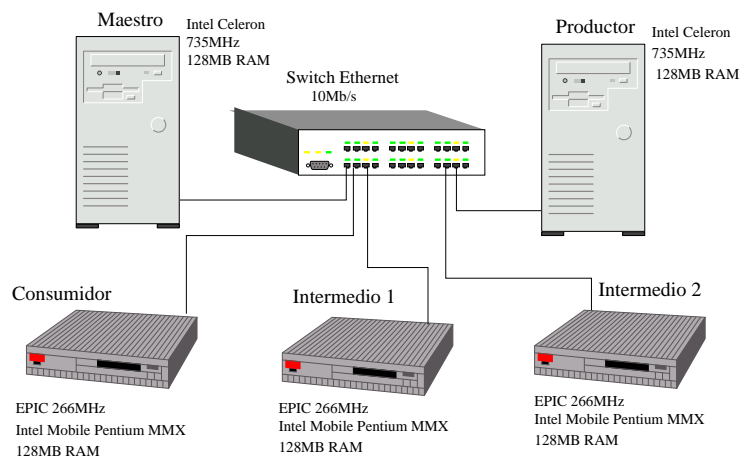 Maestro
Intel Celeron
735MHz
128MB RAM
Switch Ethernet
10Mb/s
Productor
Intel Celeron
735MHz
128MB RAM
Consumidor
EPIC 266MHz
Intel Mobile Pentium MMX
128MB RAM
Intermedio 1
EPIC 266MHz
Intel Mobile Pentium MMX
128MB RAM
Intermedio 2
EPIC 266MHz
Intel Mobile Pentium MMX
128MB RAM